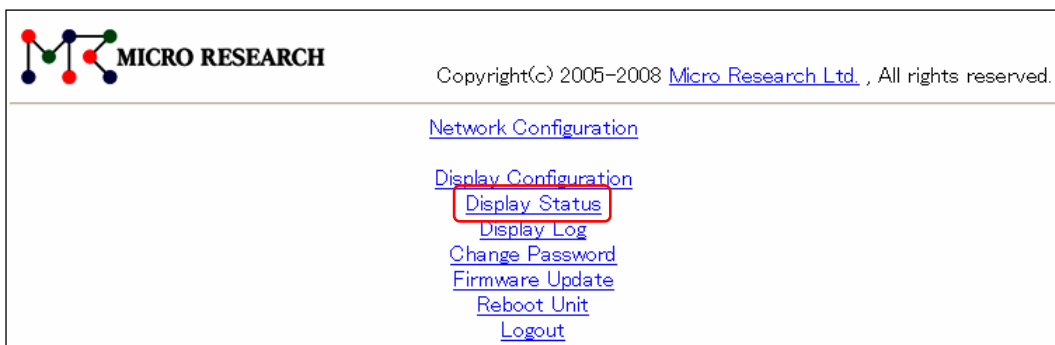 MICRO RESEARCH
Copyright(c) 2005-2008 Micro Research Ltd. , All rights reserved.
Network Configuration
Display Configuration
Display Status
Display Log
Change Password
Firmware Update
Reboot Unit
Logout